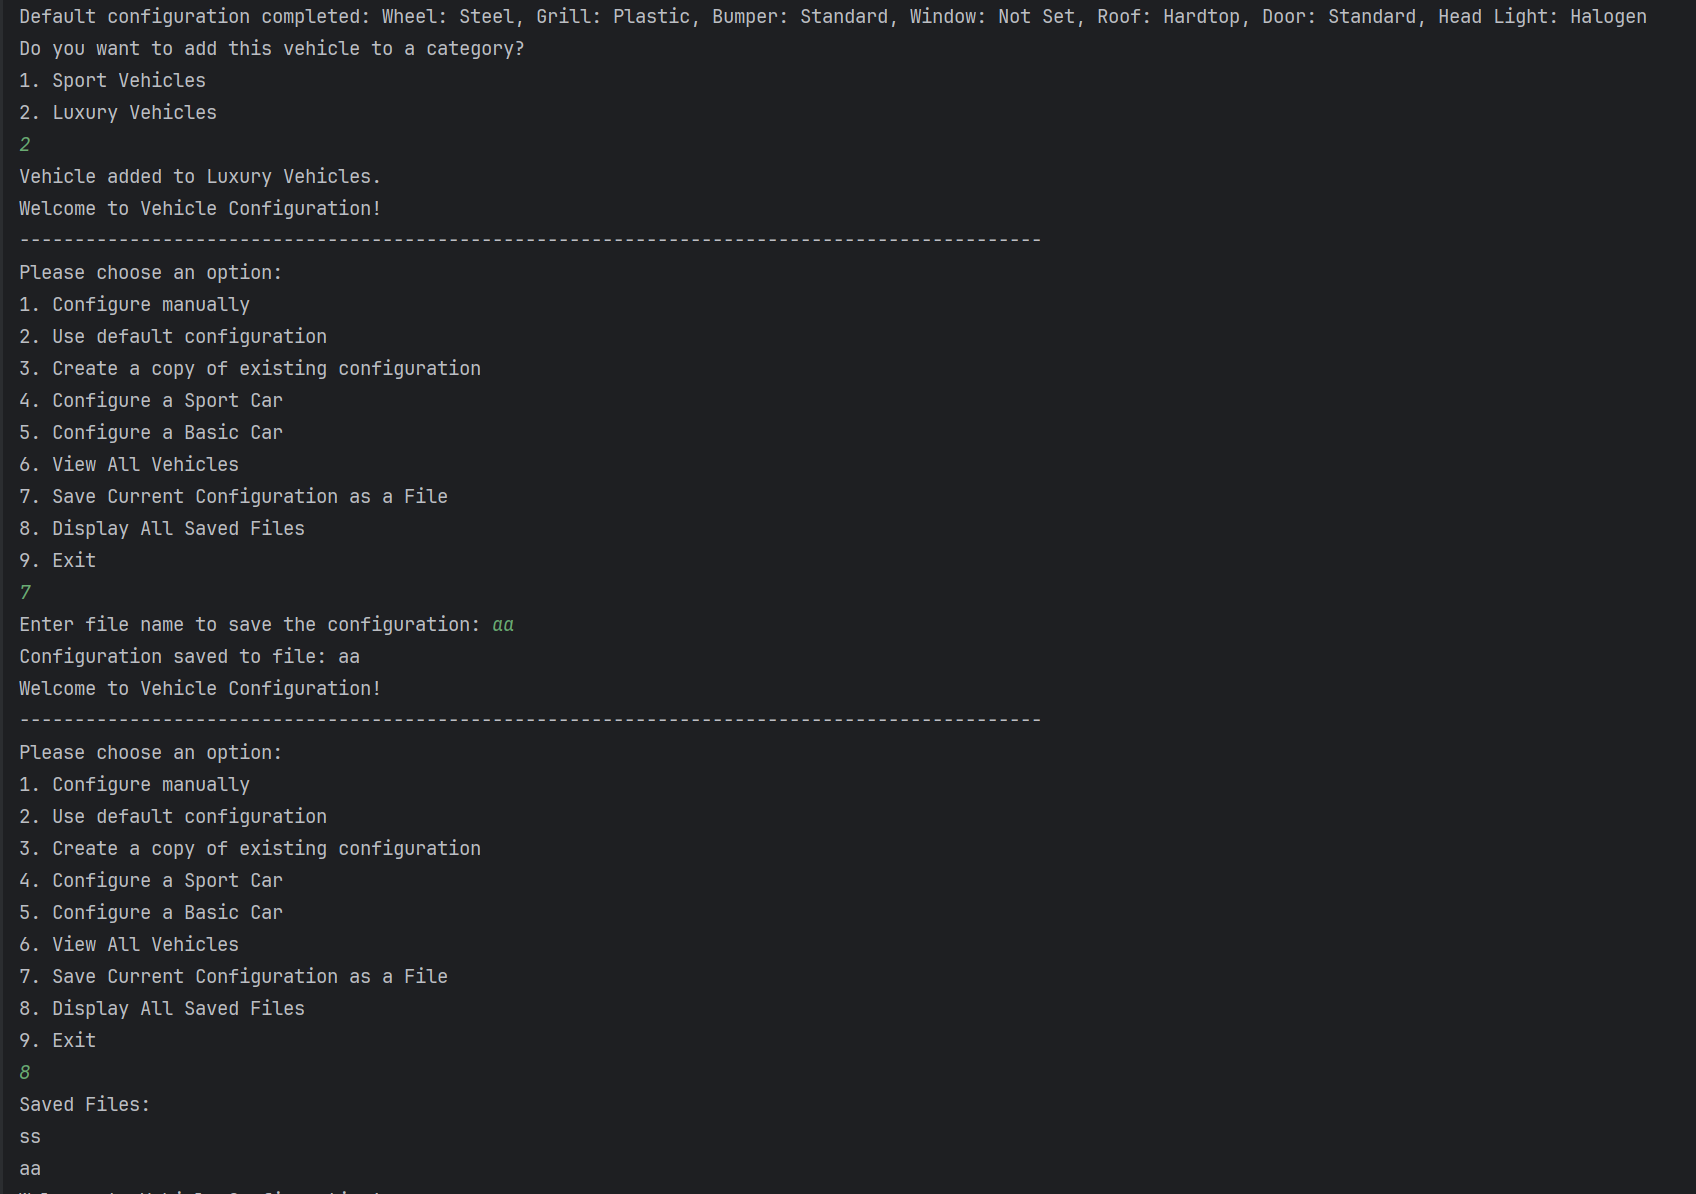 Default configuration completed: Wheel: Steel, Grill: Plastic, Bumper: Standard, Window: Not Set, Roof: Hardtop, Door: Standard, Head Light: Halogen
Do you want to add this vehicle to a category?
1. Sport Vehicles
2. Luxury Vehicles
2
Vehicle added to Luxury Vehicles.
Welcome to Vehicle Configuration!
---------------------------------------------------------------------------------------------
Please choose an option:
1. Configure manually
2. Use default configuration
3. Create a copy of existing configuration
4. Configure a Sport Car
5. Configure a Basic Car
6. View All Vehicles
7. Save Current Configuration as a File
8. Display All Saved Files
9. Exit
7
Enter file name to save the configuration: aa
Configuration saved to file: aa
Welcome to Vehicle Configuration!
---------------------------------------------------------------------------------------------
Please choose an option:
1. Configure manually
2. Use default configuration
3. Create a copy of existing configuration
4. Configure a Sport Car
5. Configure a Basic Car
6. View All Vehicles
7. Save Current Configuration as a File
8. Display All Saved Files
9. Exit
8
Saved Files:
ss
aa